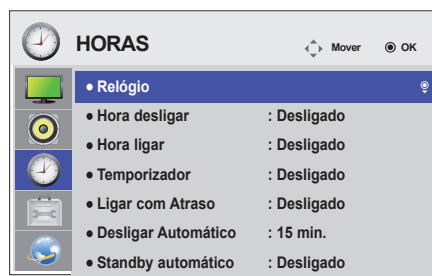 HORAS
Mover
OK
● Relógio
● Hora desligar : Desligado
● Hora ligar : Desligado
● Temporizador : Desligado
● Ligar com Atraso : Desligado
● Desligar Automático : 15 min.
● Standby automático : Desligado